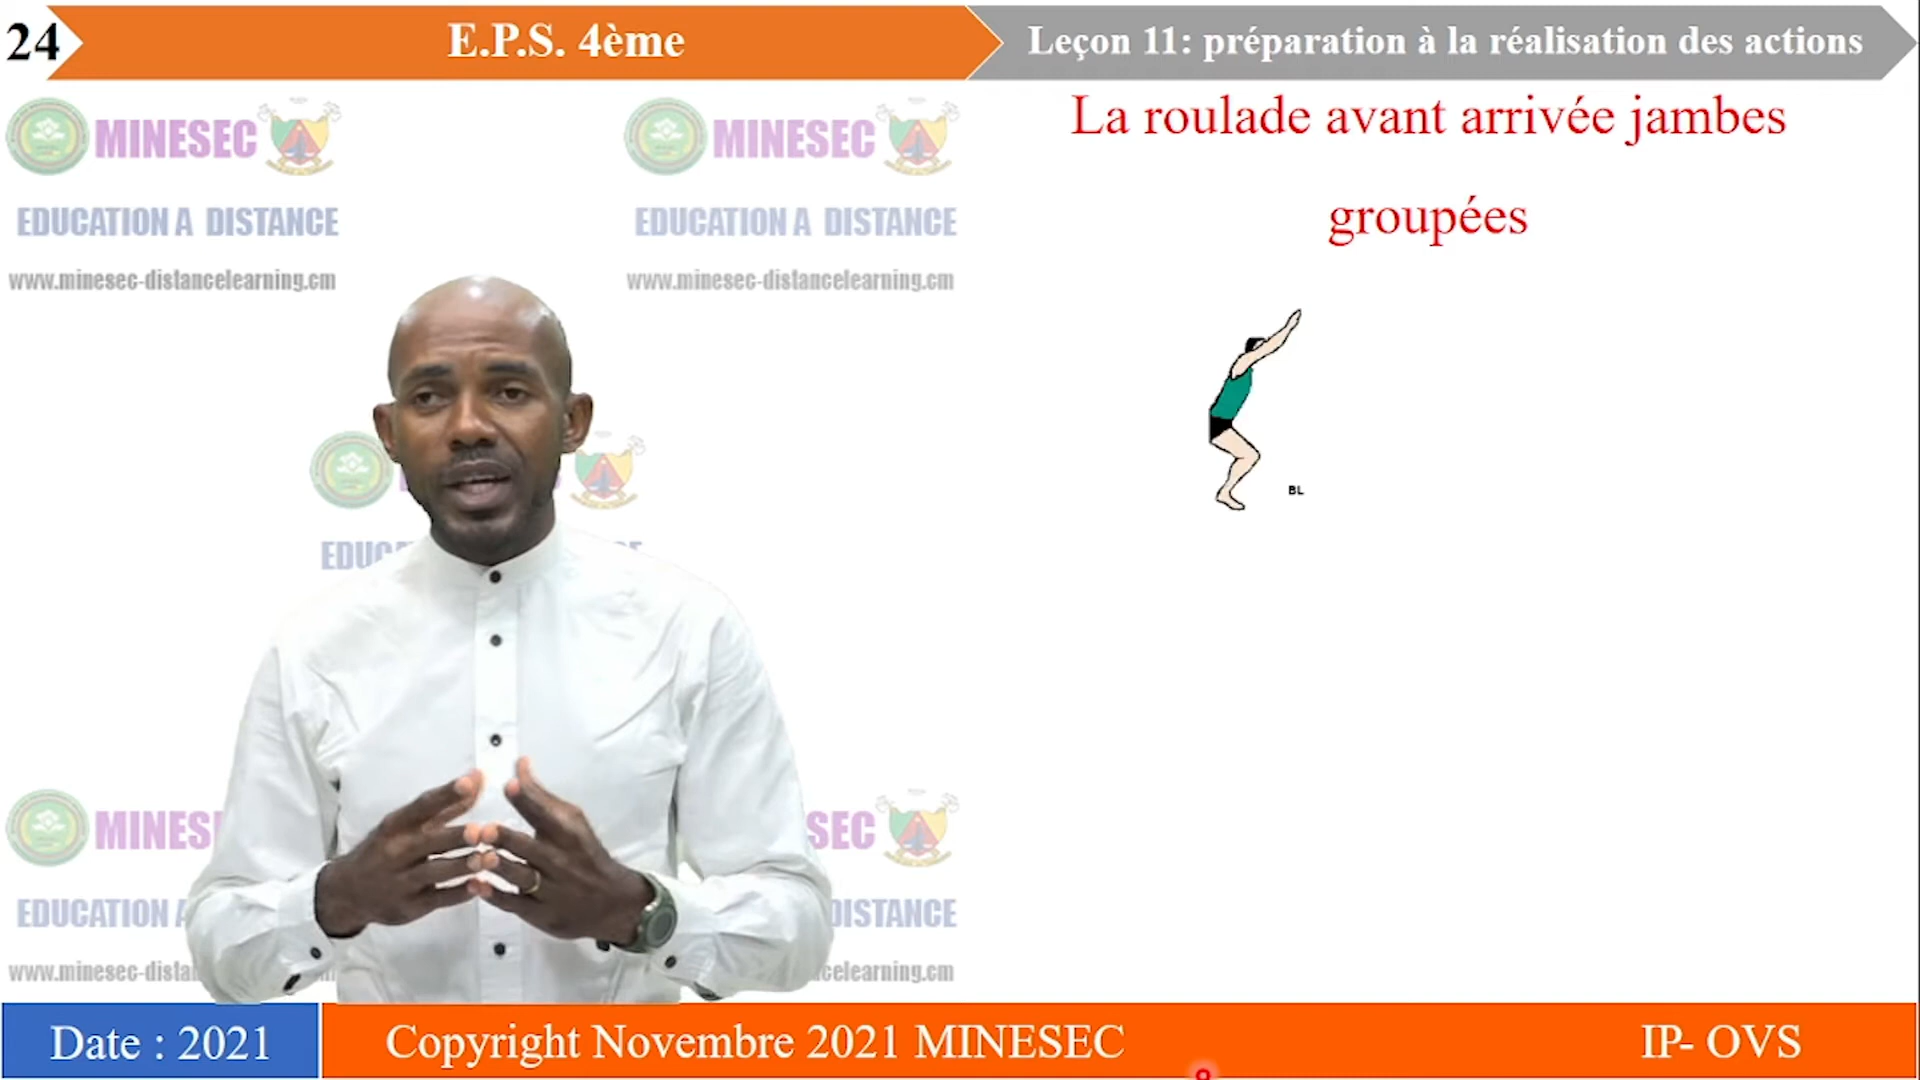 24
E.P.S. 4ème
Leçon 11: préparation à la réalisation des actions
MINESEC
EDUCATION A DISTANCE
www.minesec-distancelearning.cm
MINESEC
EDUCATION A DISTANCE
www.minesec-distancelearning.cm
La roulade avant arrivée jambes
groupées
BL
Date : 2021
Copyright Novembre 2021 MINESEC
IP- OVS